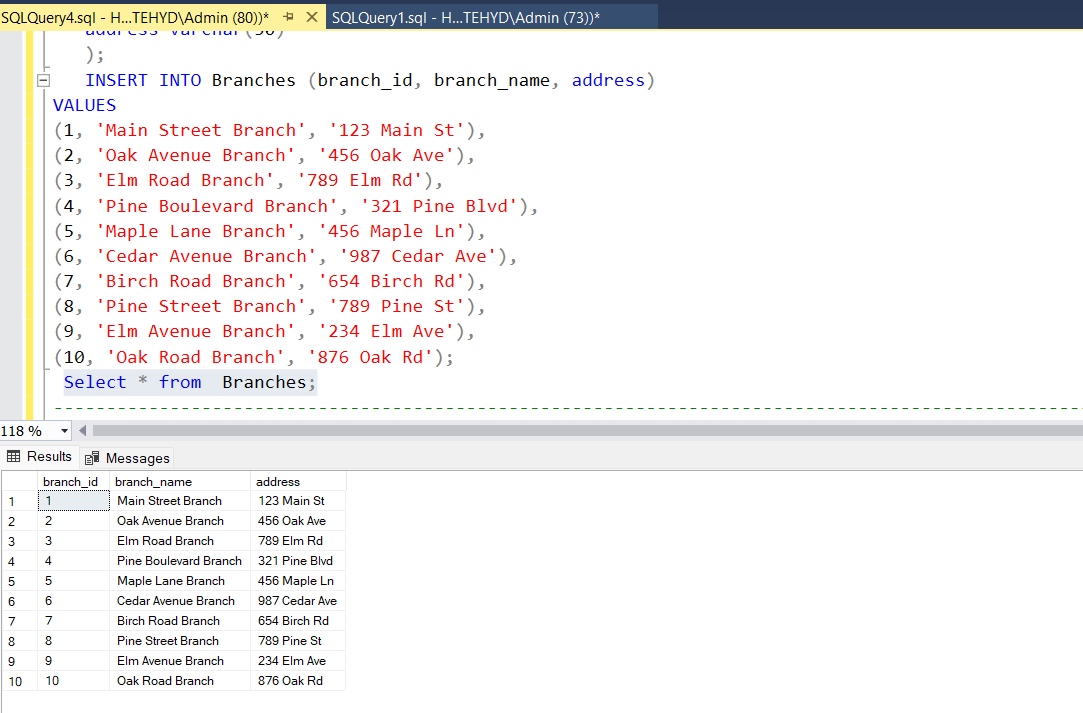 SQLQuery4.sql - H...TEHYD\Admin (80))* SQLQuery1.sql - H...TEHYD\Admin (73))*
address varchar(50)
);
INSERT INTO Branches (branch_id, branch_name, address)
VALUES
(1, 'Main Street Branch', '123 Main St'),
(2, 'Oak Avenue Branch', '456 Oak Ave'),
(3, 'Elm Road Branch', '789 Elm Rd'),
(4, 'Pine Boulevard Branch', '321 Pine Blvd'),
(5, 'Maple Lane Branch', '456 Maple Ln'),
(6, 'Cedar Avenue Branch', '987 Cedar Ave'),
(7, 'Birch Road Branch', '654 Birch Rd'),
(8, 'Pine Street Branch', '789 Pine St'),
(9, 'Elm Avenue Branch', '234 Elm Ave'),
(10, 'Oak Road Branch', '876 Oak Rd');
Select * from  Branches;
118 %
Results Messages
branch_id branch_name address
1 1 Main Street Branch 123 Main St
2 2 Oak Avenue Branch 456 Oak Ave
3 3 Elm Road Branch 789 Elm Rd
4 4 Pine Boulevard Branch 321 Pine Blvd
5 5 Maple Lane Branch 456 Maple Ln
6 6 Cedar Avenue Branch 987 Cedar Ave
7 7 Birch Road Branch 654 Birch Rd
8 8 Pine Street Branch 789 Pine St
9 9 Elm Avenue Branch 234 Elm Ave
10 10 Oak Road Branch 876 Oak Rd